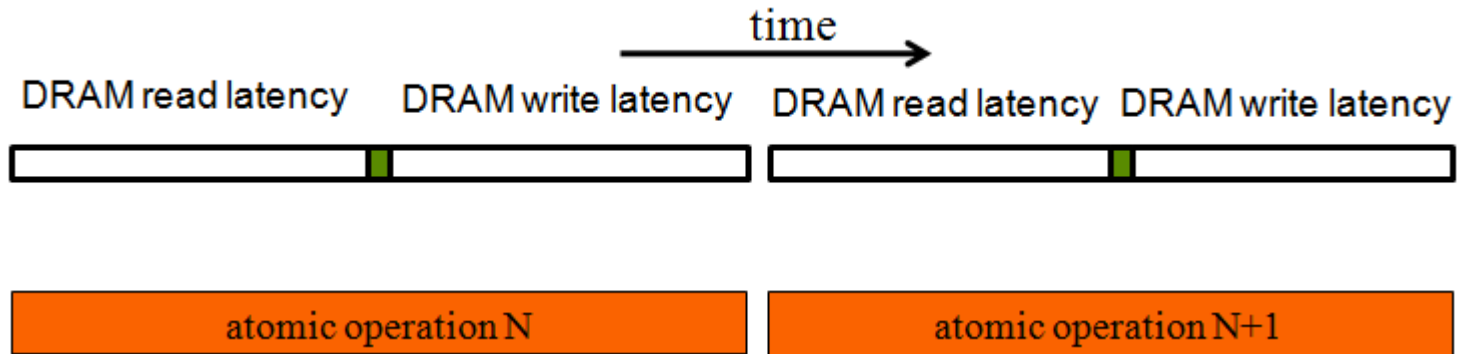 time
DRAM read latency DRAM write latency DRAM read latency DRAM write latency
atomic operation N atomic operation N+1